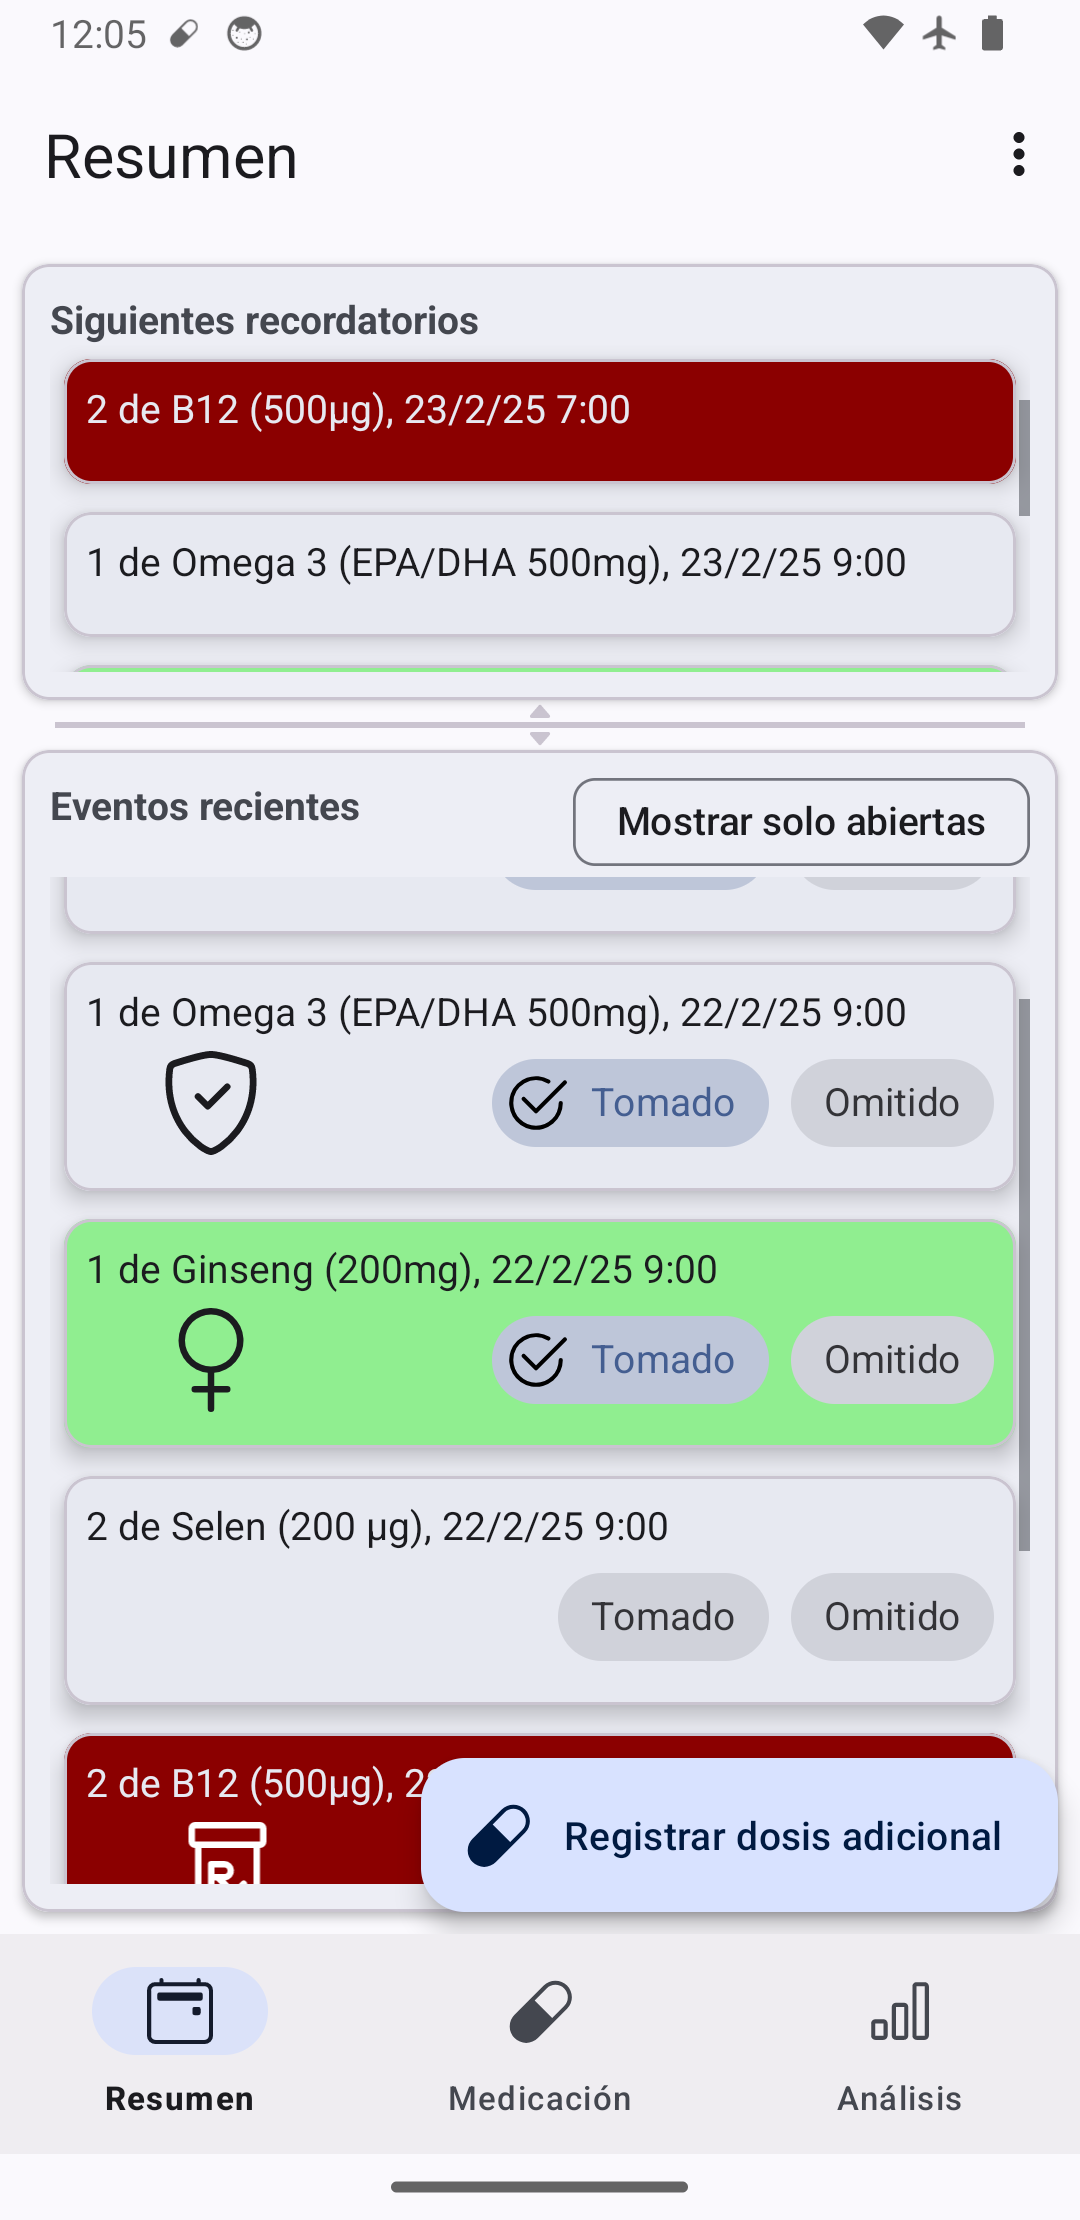 12:05
Resumen
Siguientes recordatorios
2 de B12 (500µg), 23/2/25 7:00
1 de Omega 3 (EPA/DHA 500mg), 23/2/25 9:00
Eventos recientes
Mostrar solo abiertas
1 de Omega 3 (EPA/DHA 500mg), 22/2/25 9:00
Tomado
Omitido
1 de Ginseng (200mg), 22/2/25 9:00
Tomado
Omitido
2 de Selen (200 µg), 22/2/25 9:00
Tomado
Omitido
2 de B12 (500µg), 2
Registrar dosis adicional
Resumen
Medicación
Análisis